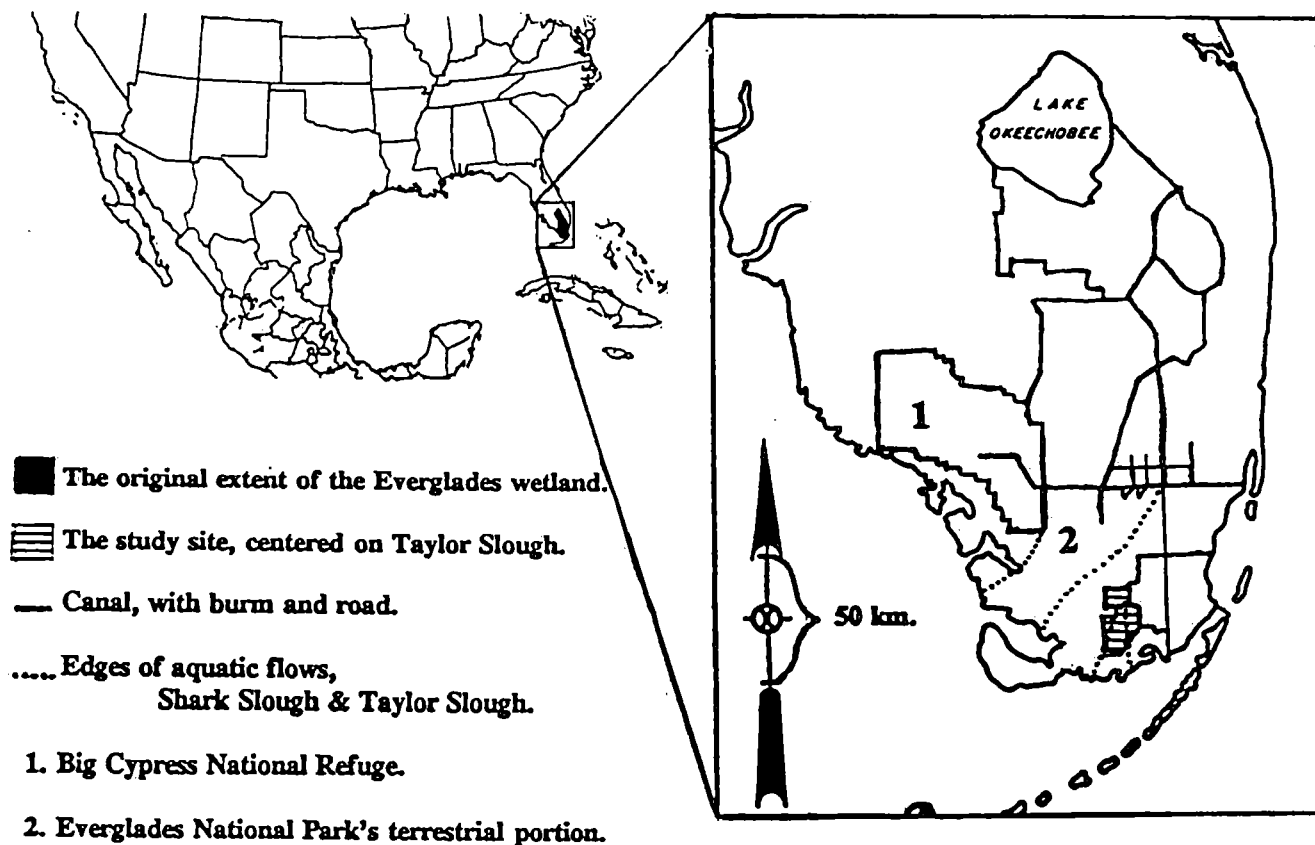 LAKE
OKEECHOBEE
1
2
50 km.
The original extent of the Everglades wetland.
The study site, centered on Taylor Slough.
Canal, with burm and road.
Edges of aquatic flows,
Shark Slough & Taylor Slough.
1. Big Cypress National Refuge.
2. Everglades National Park's terrestrial portion.